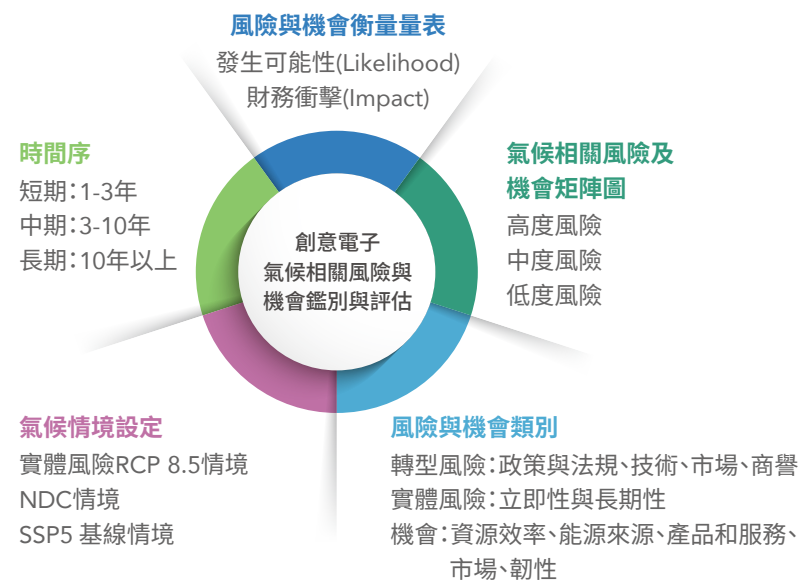 風險與機會衡量量表
發生可能性(Likelihood)
財務衝擊(Impact)
時間序
短期：1-3年
中期：3-10年
長期：10年以上
氣候相關風險及
機會矩陣圖
高度風險
中度風險
低度風險
創意電子
氣候相關風險與
機會鑑別與評估
氣候情境設定
實體風險RCP 8.5情境
NDC情境
SSP5 基線情境
風險與機會類別
轉型風險：政策與法規、技術、市場、商譽
實體風險：立即性與長期性
機會：資源效率、能源來源、產品和服務、
市場、韌性